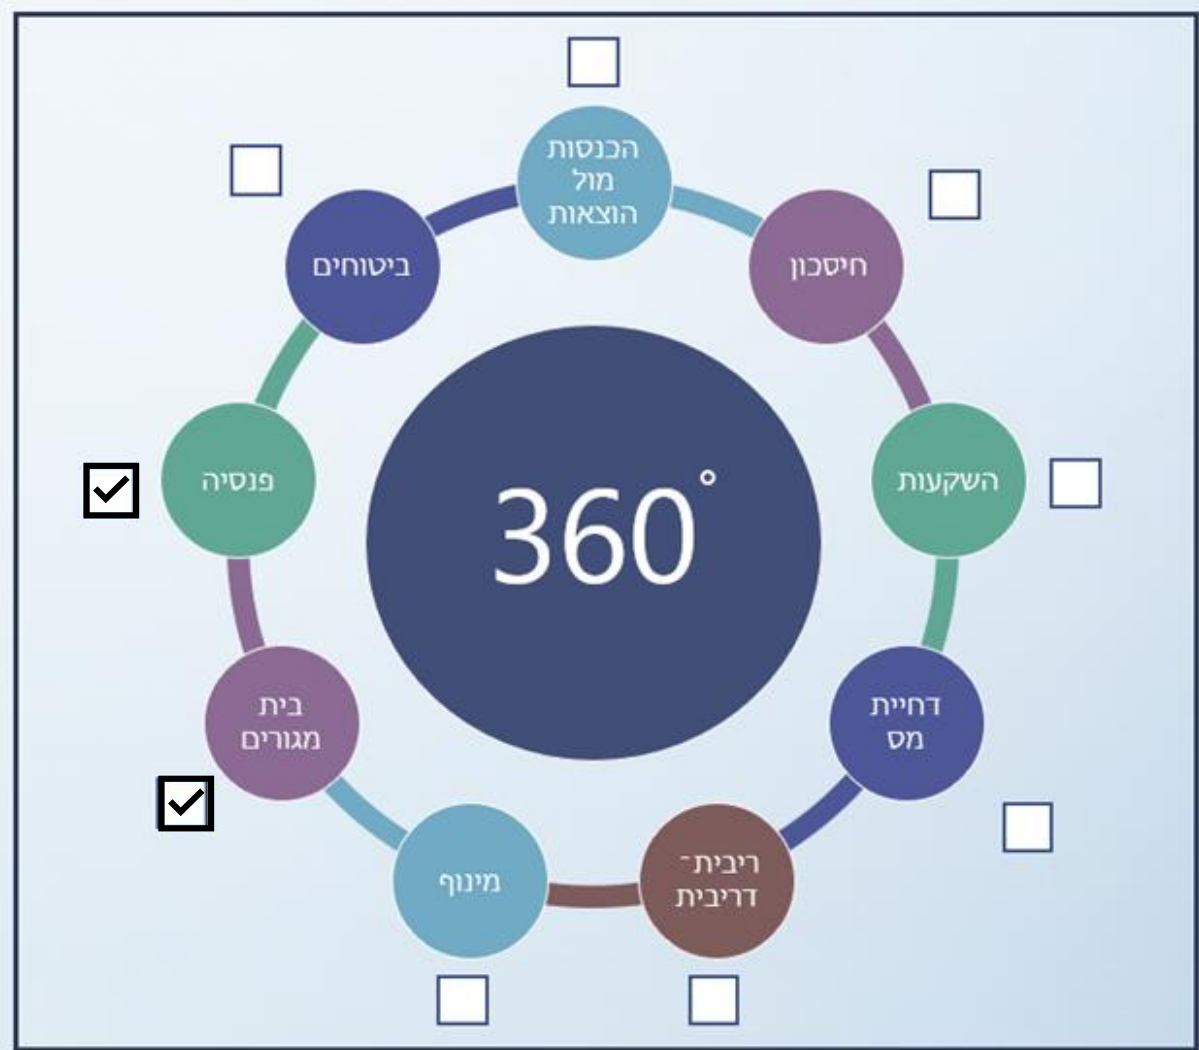 הכנסות
מול
הוצאות
חיסכון
השקעות
דחיית
מס
ריבית־
דריבית
מינוף
בית
מגורים
פנסיה
ביטוחים
360°